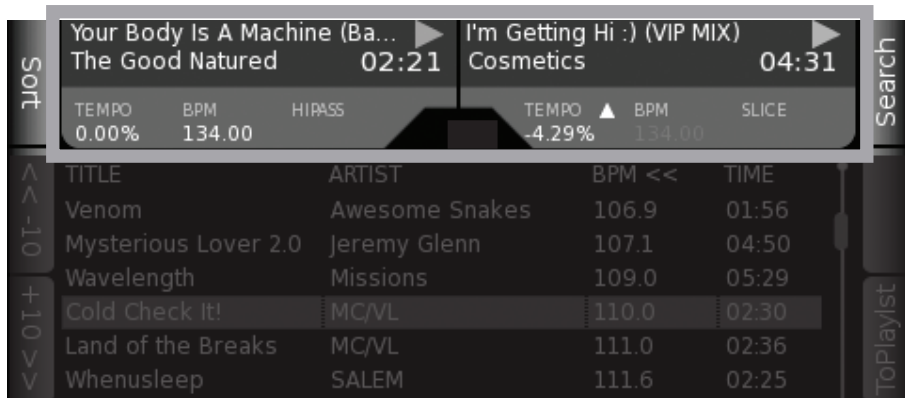 Sort
Your Body Is A Machine (Ba...
The Good Natured 02:21
TEMPO BPM HIPASS
0.00% 134.00
I'm Getting Hi :) (VIP MIX)
Cosmetics 04:31
TEMPO ▲ BPM SLICE
-4.29% 134.00
Search
<< -10
+10 >>
TITLE ARTIST BPM << TIME
Venom Awesome Snakes 106.9 01:56
Mysterious Lover 2.0 Jeremy Glenn 107.1 04:50
Wavelength Missions 109.0 05:29
Cold Check It! MC/VL 110.0 02:30
Land of the Breaks MC/VL 111.0 02:36
Whenusleep SALEM 111.6 02:25
ToPlaylst